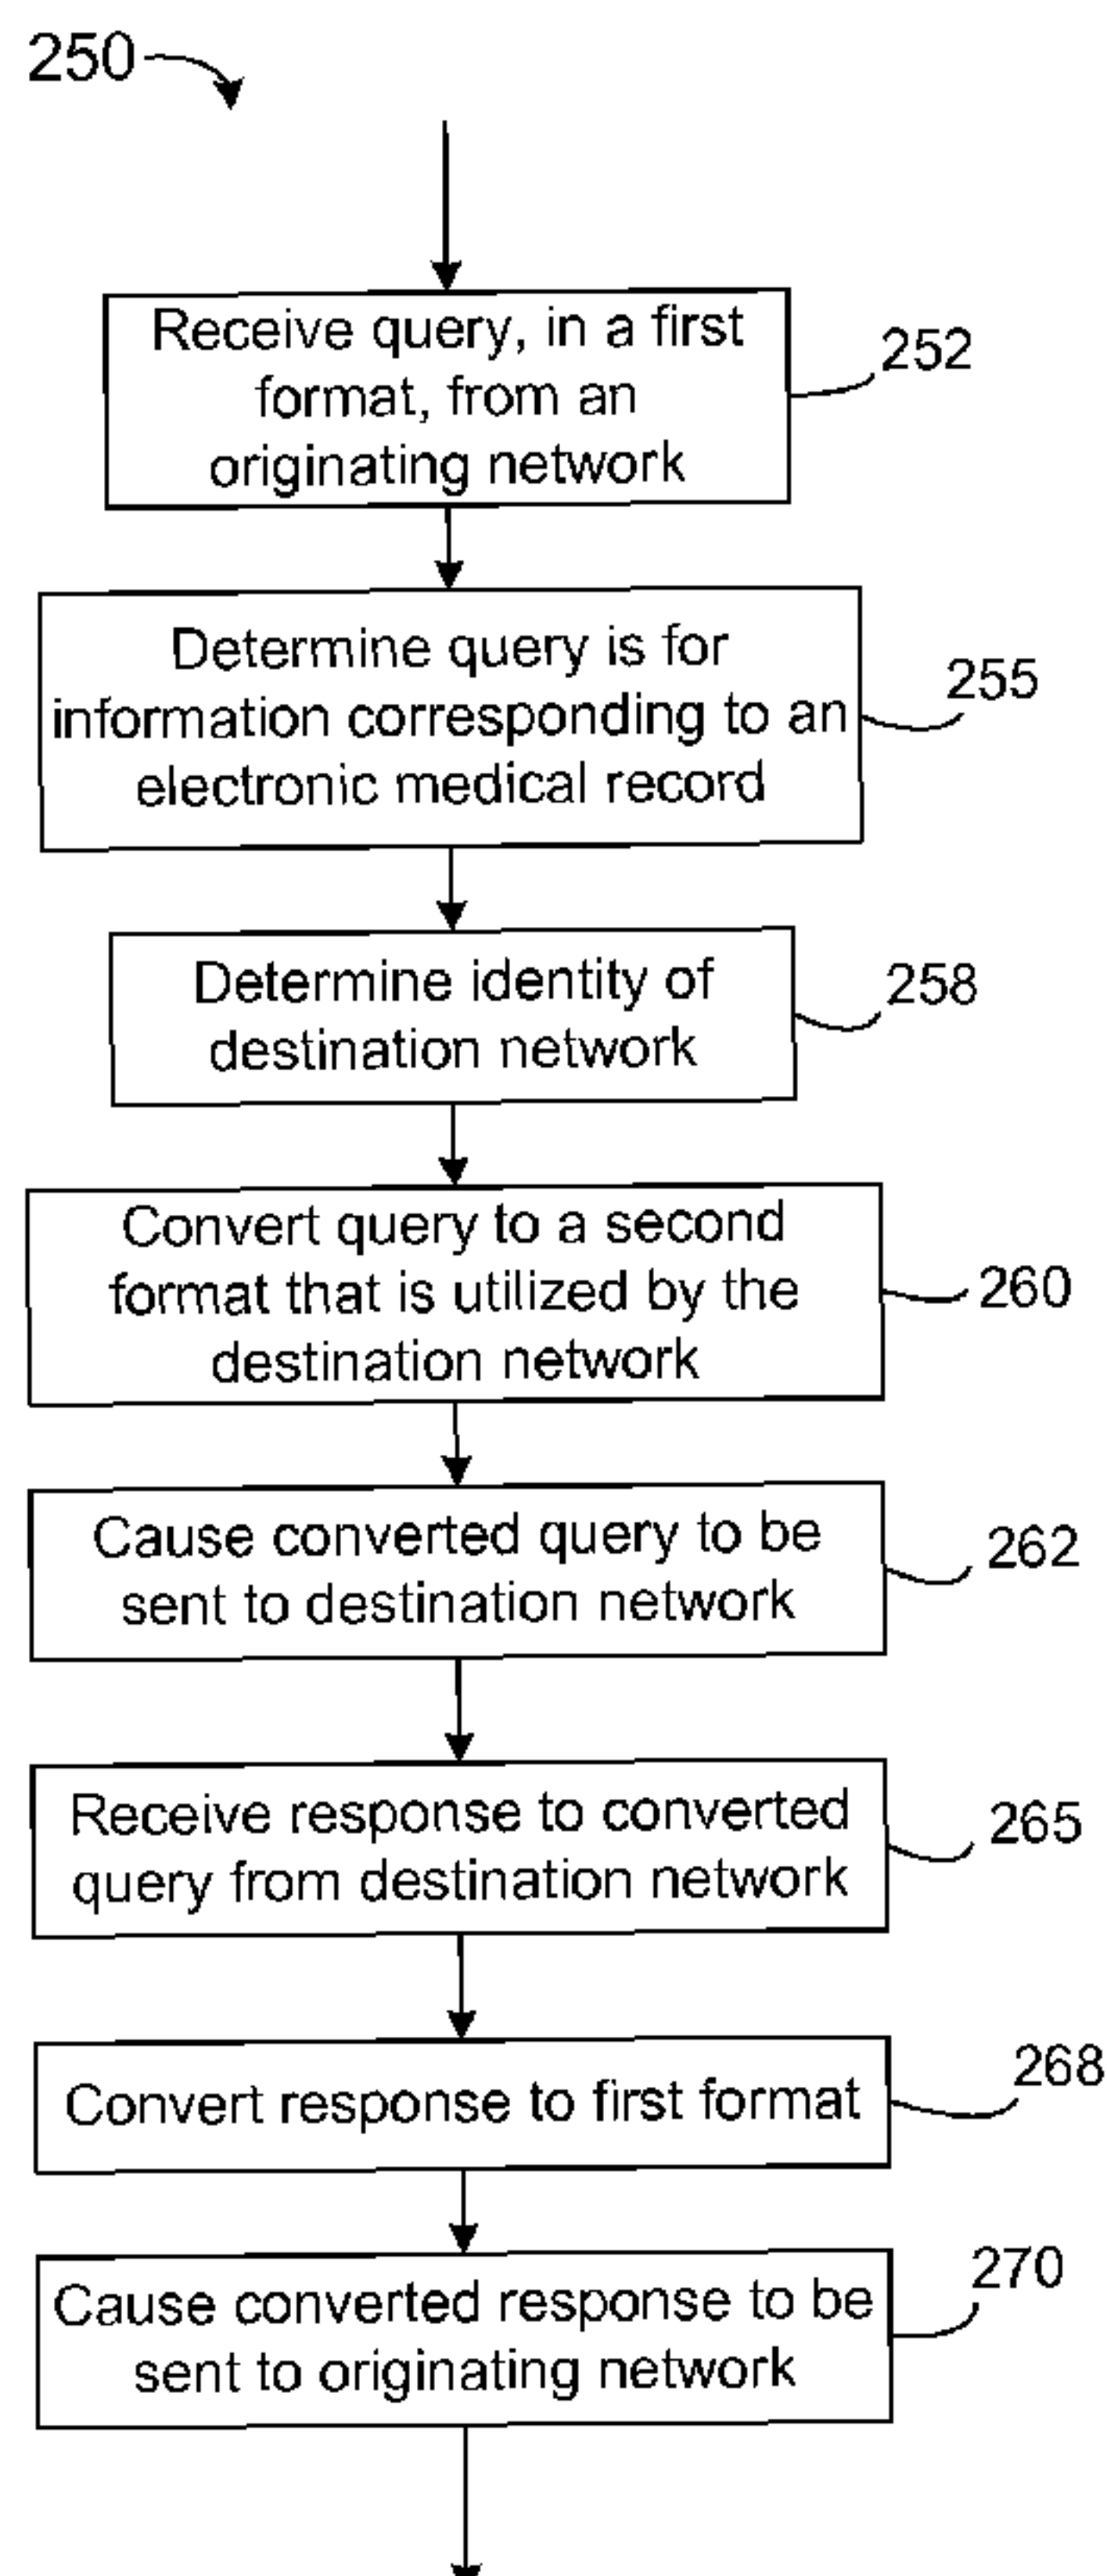 250
Receive query, in a first
format, from an
originating network
252
Determine query is for
information corresponding to an
electronic medical record
255
Determine identity of
destination network
258
Convert query to a second
format that is utilized by the
destination network
260
Cause converted query to be
sent to destination network
262
Receive response to converted
query from destination network
265
Convert response to first format
268
Cause converted response to be
sent to originating network
270